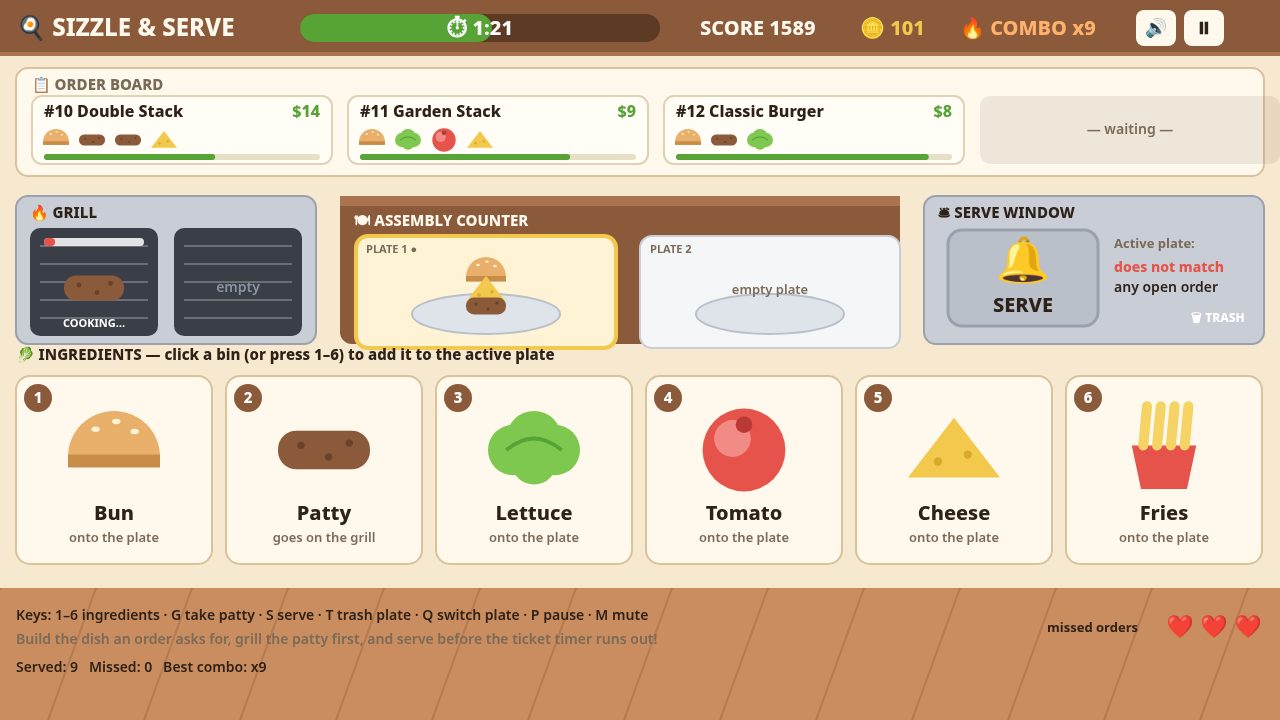 SIZZLE & SERVE
1:21
SCORE 1589
101
COMBO x9
ORDER BOARD
#10 Double Stack $14
#11 Garden Stack $9
#12 Classic Burger $8
— waiting —
GRILL
COOKING...
empty
ASSEMBLY COUNTER
PLATE 1 ●
PLATE 2
empty plate
SERVE WINDOW
SERVE
Active plate:
does not match
any open order
TRASH
INGREDIENTS — click a bin (or press 1–6) to add it to the active plate
1
Bun
onto the plate
2
Patty
goes on the grill
3
Lettuce
onto the plate
4
Tomato
onto the plate
5
Cheese
onto the plate
6
Fries
onto the plate
Keys: 1–6 ingredients · G take patty · S serve · T trash plate · Q switch plate · P pause · M mute
Build the dish an order asks for, grill the patty first, and serve before the ticket timer runs out!
Served: 9 Missed: 0 Best combo: x9
missed orders